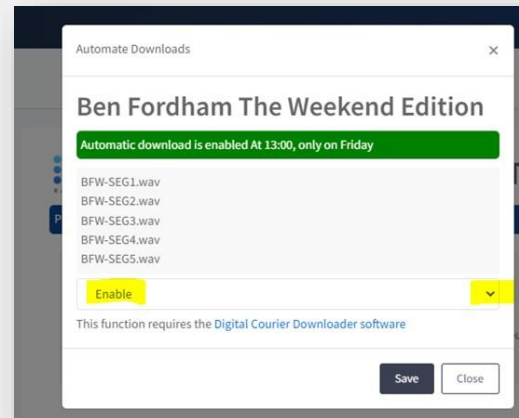 Automate Downloads
×
Ben Fordham The Weekend Edition
Automatic download is enabled At 13:00, only on Friday
BFW-SEG1.wav
BFW-SEG2.wav
BFW-SEG3.wav
BFW-SEG4.wav
BFW-SEG5.wav
Enable
This function requires the Digital Courier Downloader software
Save Close